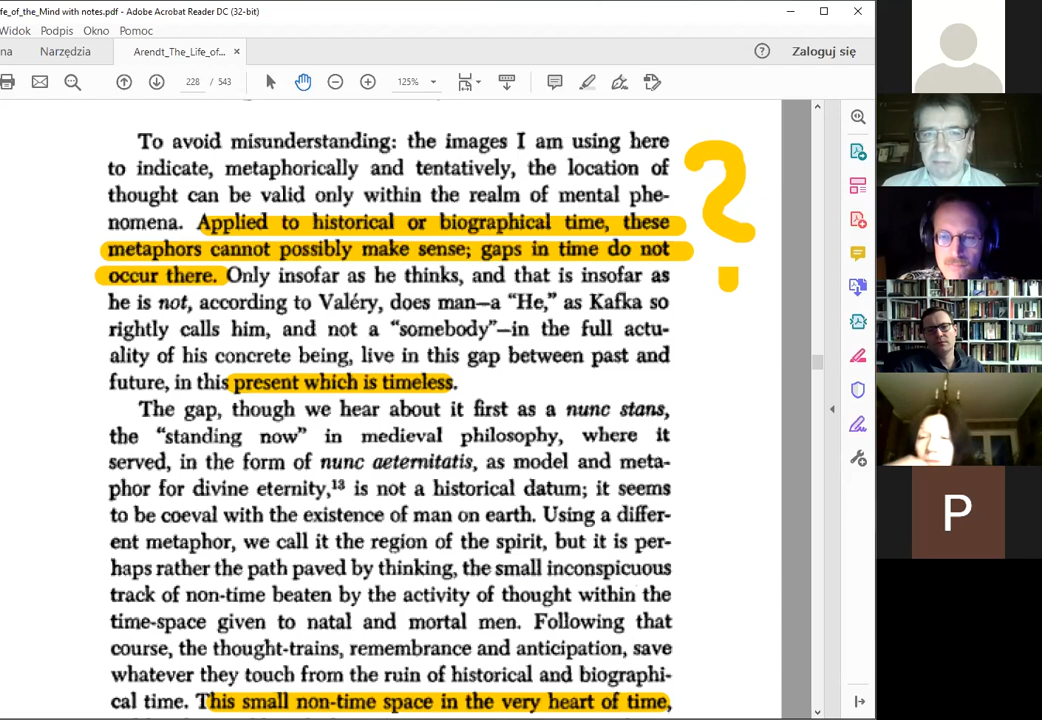 fe_of_the_Mind with notes.pdf - Adobe Acrobat Reader DC (32-bit)
Widok Podpis Okno Pomoc
na Narzędzia Arendt_The_Life_of... × Zaloguj się
228 / 543 125%
To avoid misunderstanding: the images I am using here
to indicate, metaphorically and tentatively, the location of
thought can be valid only within the realm of mental phe-
nomena. Applied to historical or biographical time, these
metaphors cannot possibly make sense; gaps in time do not
occur there. Only insofar as he thinks, and that is insofar as
he is not, according to Valéry, does man—a “He,” as Kafka so
rightly calls him, and not a “somebody”—in the full actu-
ality of his concrete being, live in this gap between past and
future, in this present which is timeless.
The gap, though we hear about it first as a nunc stans,
the “standing now” in medieval philosophy, where it
served, in the form of nunc aeternitatis, as model and meta-
phor for divine eternity,¹³ is not a historical datum; it seems
to be coeval with the existence of man on earth. Using a differ-
ent metaphor, we call it the region of the spirit, but it is per-
haps rather the path paved by thinking, the small inconspicuous
track of non-time beaten by the activity of thought within the
time-space given to natal and mortal men. Following that
course, the thought-trains, remembrance and anticipation, save
whatever they touch from the ruin of historical and biographi-
cal time. This small non-time space in the very heart of time,
?
P